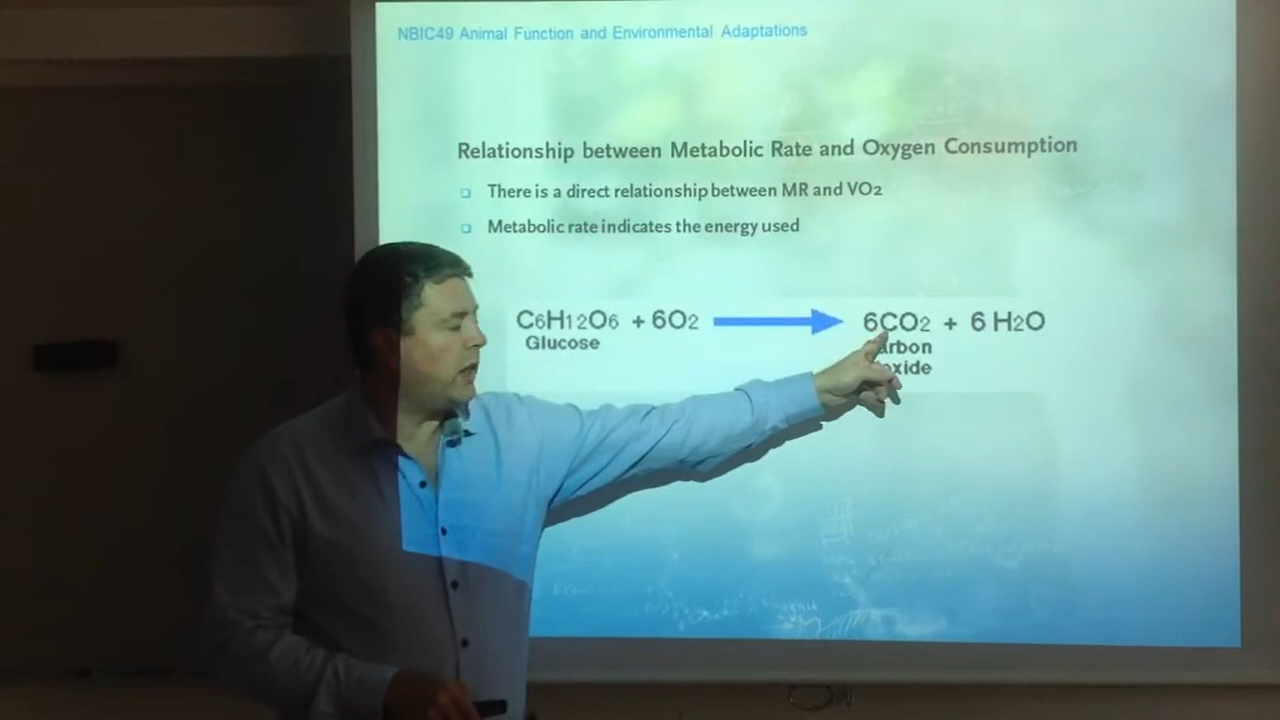 NBIC49 Animal Function and Environmental Adaptations
Relationship between Metabolic Rate and Oxygen Consumption
There is a direct relationship between MR and VO2
Metabolic rate indicates the energy used
C6H12O6 + 6O2 6CO2 + 6 H2O
Glucose